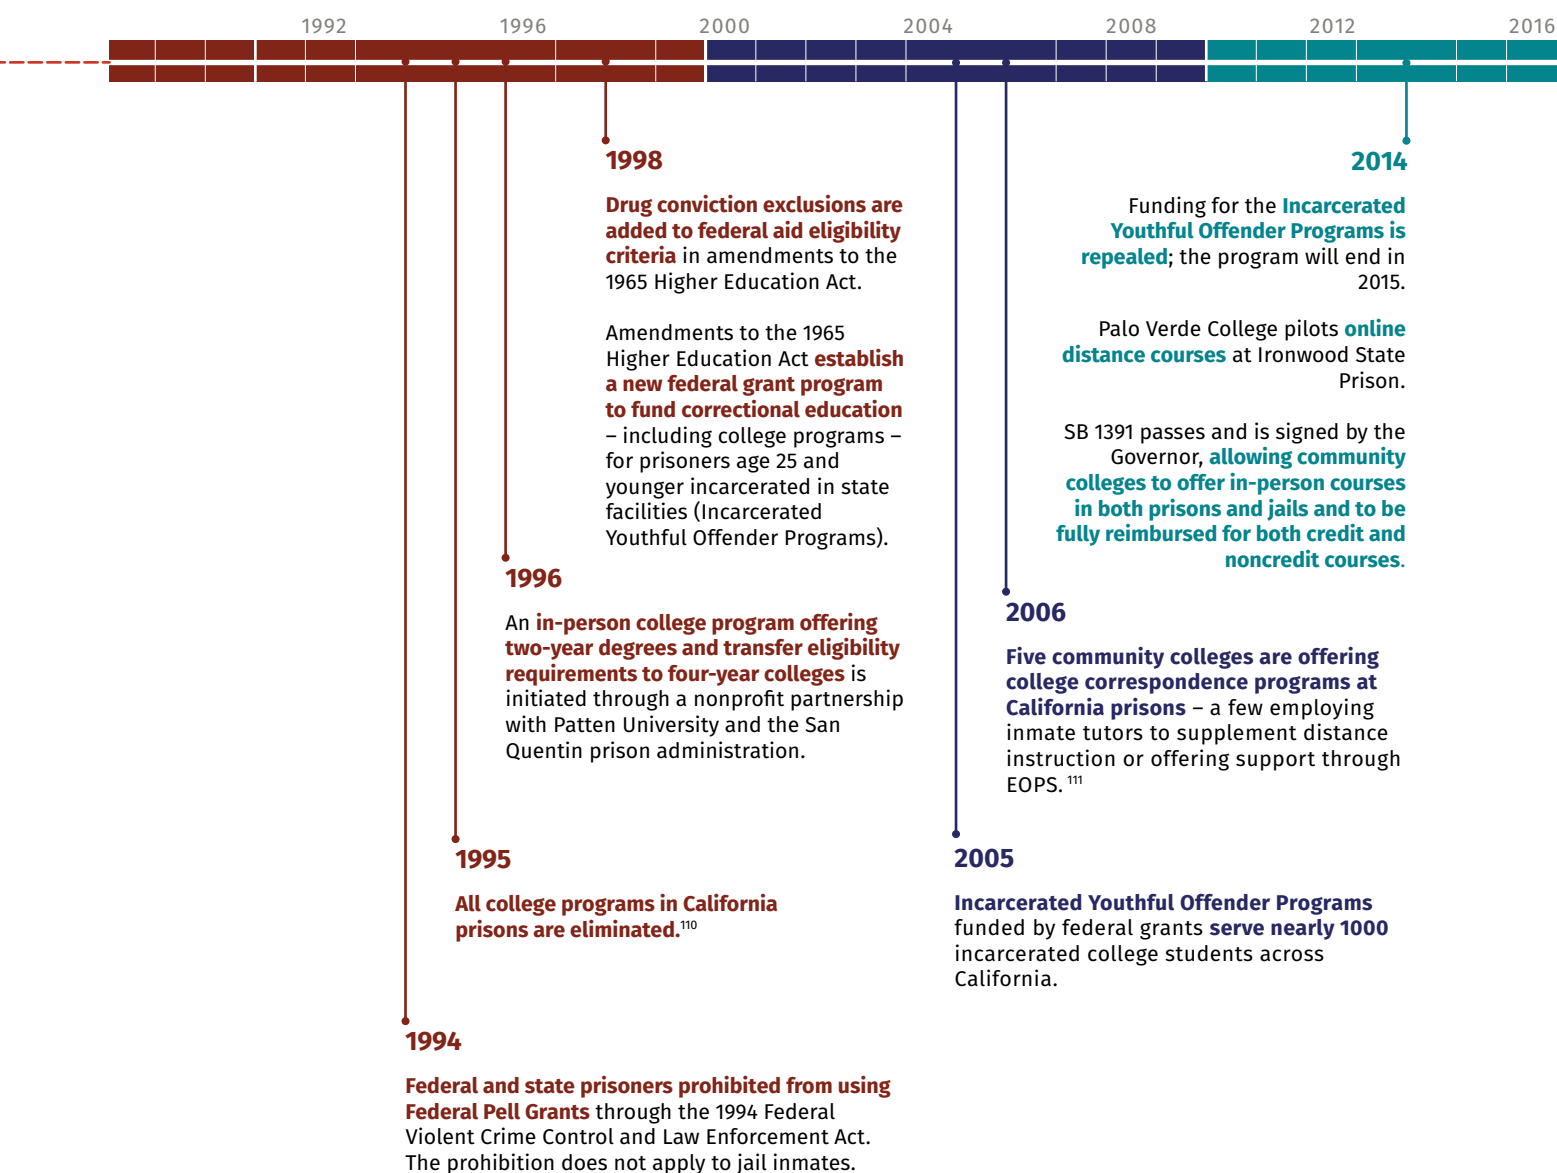 1992 1996 2000 2004 2008 2012 2016
1998
Drug conviction exclusions are
added to federal aid eligibility
criteria in amendments to the
1965 Higher Education Act.
Amendments to the 1965
Higher Education Act establish
a new federal grant program
to fund correctional education
– including college programs –
for prisoners age 25 and
younger incarcerated in state
facilities (Incarcerated
Youthful Offender Programs).
2014
Funding for the Incarcerated
Youthful Offender Programs is
repealed; the program will end in
2015.
Palo Verde College pilots online
distance courses at Ironwood State
Prison.
SB 1391 passes and is signed by the
Governor, allowing community
colleges to offer in-person courses
in both prisons and jails and to be
fully reimbursed for both credit and
noncredit courses.
1996
An in-person college program offering
two-year degrees and transfer eligibility
requirements to four-year colleges is
initiated through a nonprofit partnership
with Patten University and the San
Quentin prison administration.
2006
Five community colleges are offering
college correspondence programs at
California prisons – a few employing
inmate tutors to supplement distance
instruction or offering support through
EOPS. 111
1995
All college programs in California
prisons are eliminated.110
2005
Incarcerated Youthful Offender Programs
funded by federal grants serve nearly 1000
incarcerated college students across
California.
1994
Federal and state prisoners prohibited from using
Federal Pell Grants through the 1994 Federal
Violent Crime Control and Law Enforcement Act.
The prohibition does not apply to jail inmates.